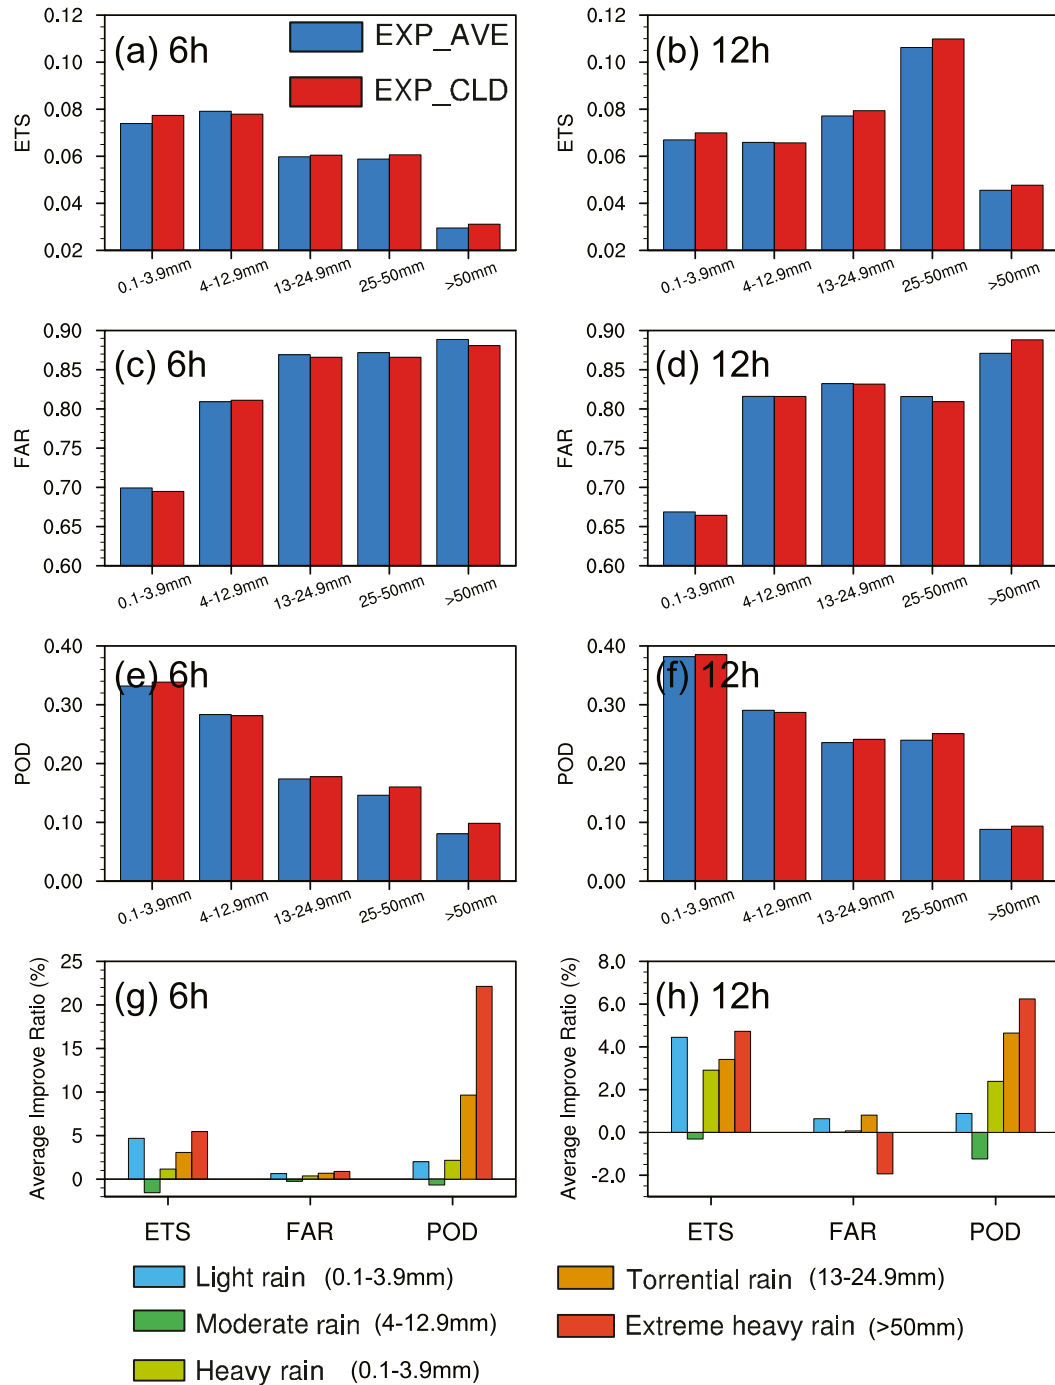 (a) 6h
EXP_AVE
EXP_CLD
ETS
0.12
0.10
0.08
0.06
0.04
0.02
0.1-3.9mm
4-12.9mm
13-24.9mm
25-50mm
>50mm
(b) 12h
ETS
0.12
0.10
0.08
0.06
0.04
0.02
0.1-3.9mm
4-12.9mm
13-24.9mm
25-50mm
>50mm
(c) 6h
FAR
0.90
0.85
0.80
0.75
0.70
0.65
0.60
0.1-3.9mm
4-12.9mm
13-24.9mm
25-50mm
>50mm
(d) 12h
FAR
0.90
0.85
0.80
0.75
0.70
0.65
0.60
0.1-3.9mm
4-12.9mm
13-24.9mm
25-50mm
>50mm
(e) 6h
POD
0.40
0.30
0.20
0.10
0.00
0.1-3.9mm
4-12.9mm
13-24.9mm
25-50mm
>50mm
(f) 12h
POD
0.40
0.30
0.20
0.10
0.00
0.1-3.9mm
4-12.9mm
13-24.9mm
25-50mm
>50mm
(g) 6h
Average Improve Ratio (%)
25
20
15
10
5
0
ETS
FAR
POD
(h) 12h
Average Improve Ratio (%)
8.0
6.0
4.0
2.0
0.0
-2.0
ETS
FAR
POD
Light rain (0.1-3.9mm)
Moderate rain (4-12.9mm)
Heavy rain (0.1-3.9mm)
Torrential rain (13-24.9mm)
Extreme heavy rain (>50mm)